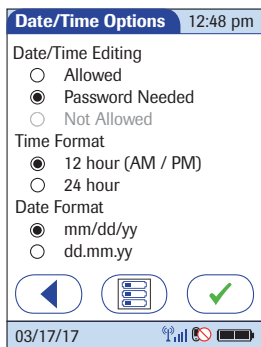 Date/Time Options 12:48 pm
Date/Time Editing
Allowed
Password Needed
Not Allowed
Time Format
12 hour (AM / PM)
24 hour
Date Format
mm/dd/yy
dd.mm.yy
03/17/17